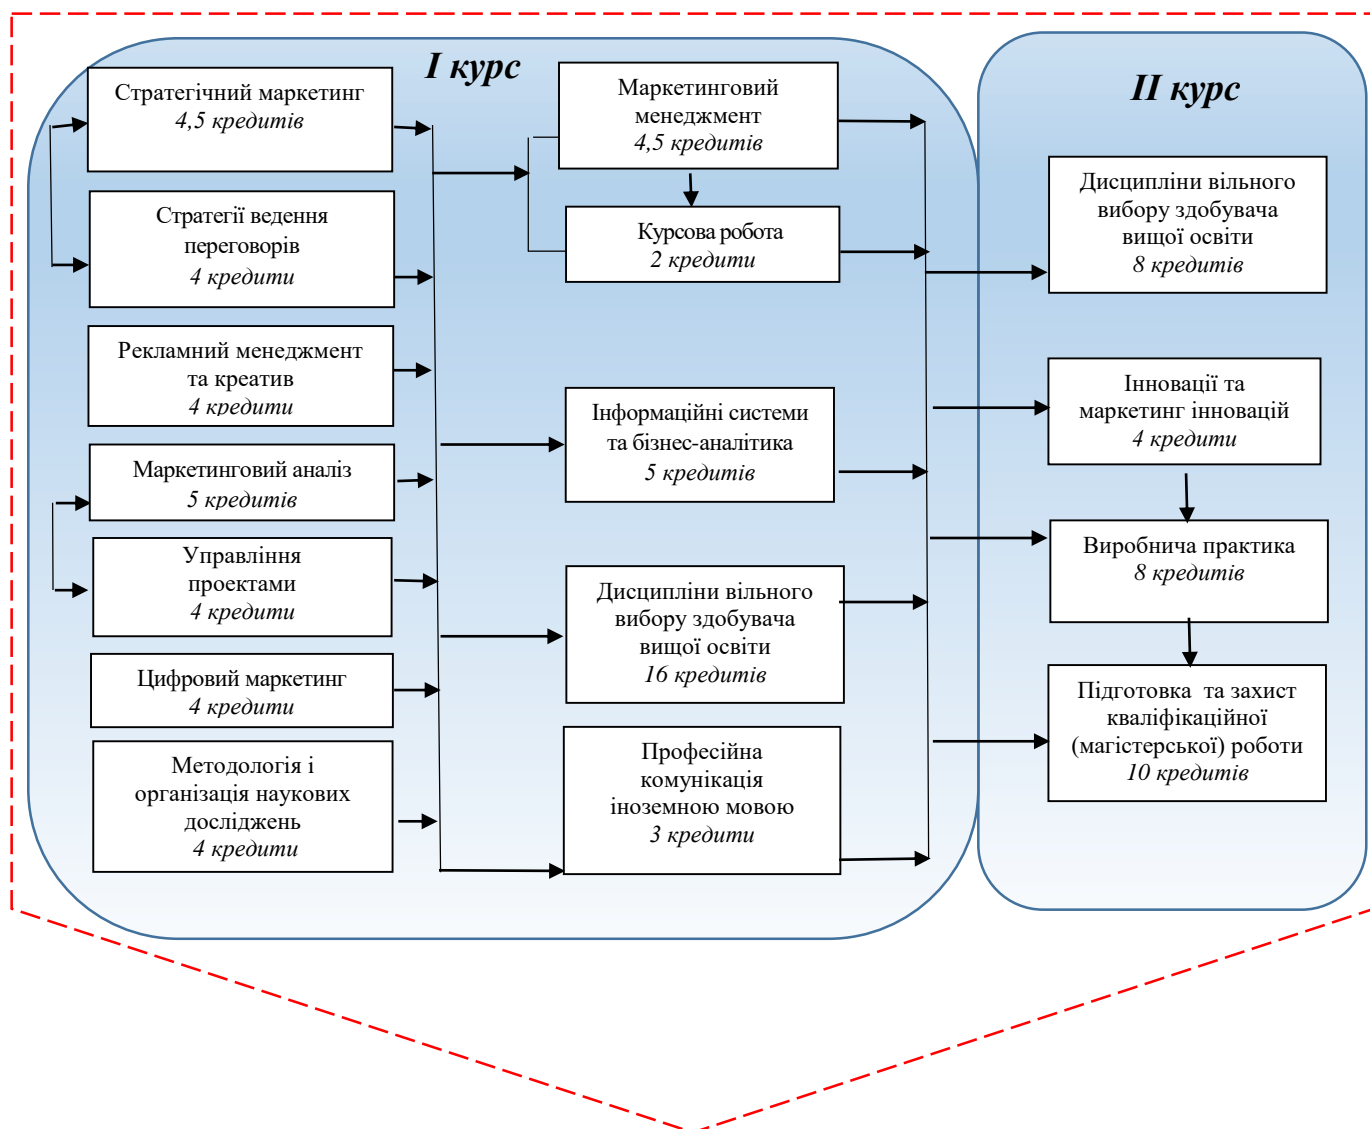 I курс
Стратегічний маркетинг
4,5 кредитів
Стратегії ведення
переговорів
4 кредити
Рекламний менеджмент
та креатив
4 кредити
Маркетинговий аналіз
5 кредитів
Управління
проектами
4 кредити
Цифровий маркетинг
4 кредити
Методологія і
організація наукових
досліджень
4 кредити
Маркетинговий
менеджмент
4,5 кредитів
Курсова робота
2 кредити
Інформаційні системи
та бізнес-аналітика
5 кредитів
Дисципліни вільного
вибору здобувача
вищої освіти
16 кредитів
Професійна
комунікація
іноземною мовою
3 кредити
II курс
Дисципліни вільного
вибору здобувача
вищої освіти
8 кредитів
Інновації та
маркетинг інновацій
4 кредити
Виробнича практика
8 кредитів
Підготовка та захист
кваліфікаційної
(магістерської) роботи
10 кредитів